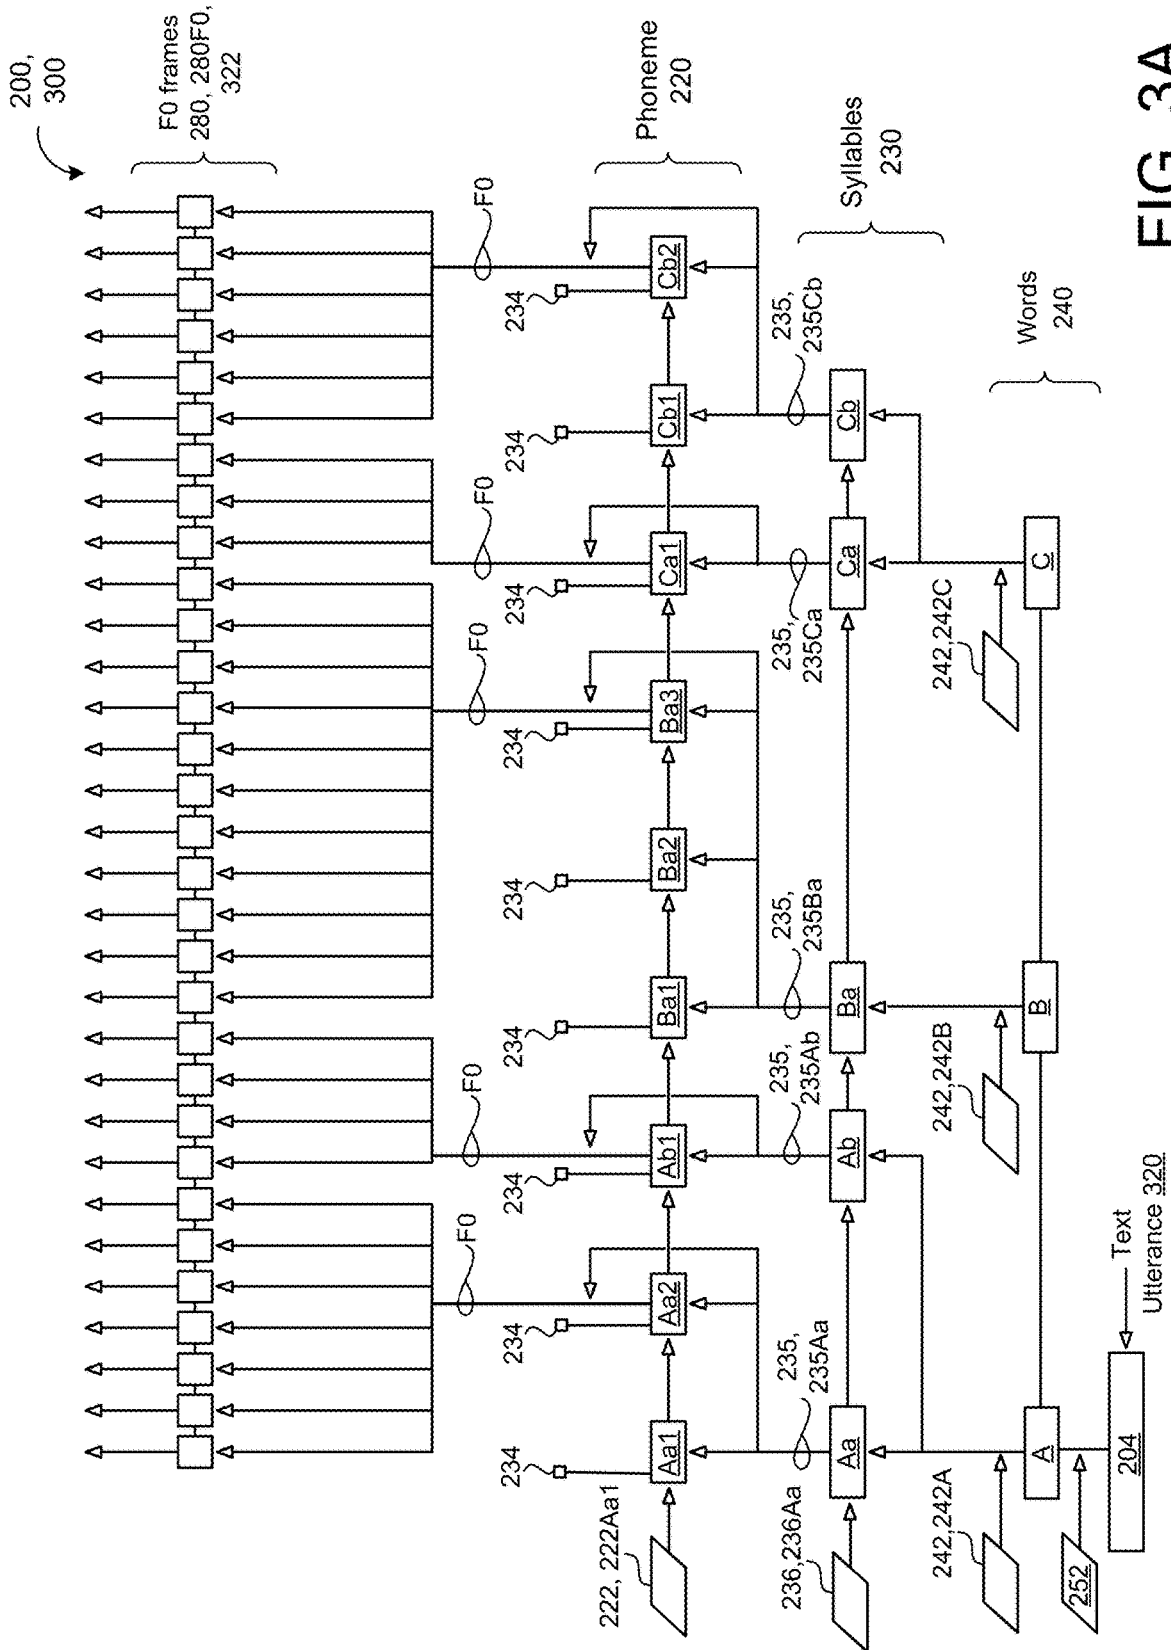 200,
300
F0 frames
280, 280F0,
322
F0
F0
F0
F0
F0
Phoneme
220
234
234
234
234
234
234
234
234
222, 222Aa1
Aa1
Aa2
Ab1
Ba1
Ba2
Ba3
Ca1
Cb1
Cb2
235,
235Aa
235,
235Ab
235,
235Ba
235,
235Ca
235,
235Cb
Syllables
230
236,236Aa
Aa
Ab
Ba
Ca
Cb
242,242A
242,242B
242,242C
Words
240
A
B
C
252
204
Text
Utterance 320
FIG. 3A